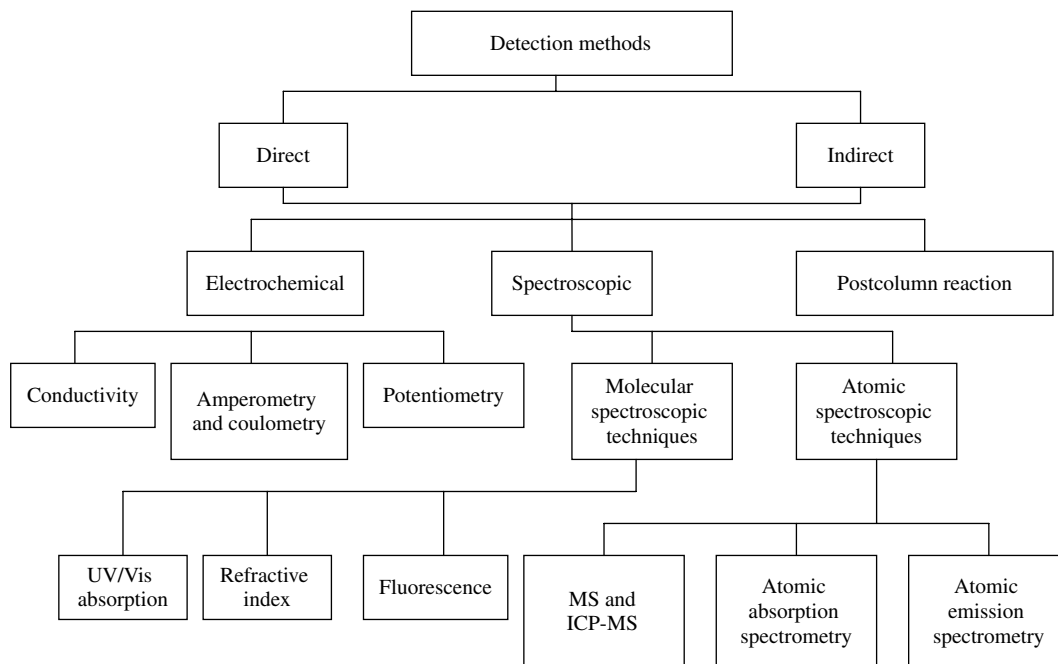 Detection methods
Direct
Indirect
Electrochemical
Spectroscopic
Postcolumn reaction
Conductivity
Amperometry
and coulometry
Potentiometry
Molecular
spectroscopic
techniques
Atomic
spectroscopic
techniques
UV/Vis
absorption
Refractive
index
Fluorescence
MS and
ICP-MS
Atomic
absorption
spectrometry
Atomic
emission
spectrometry